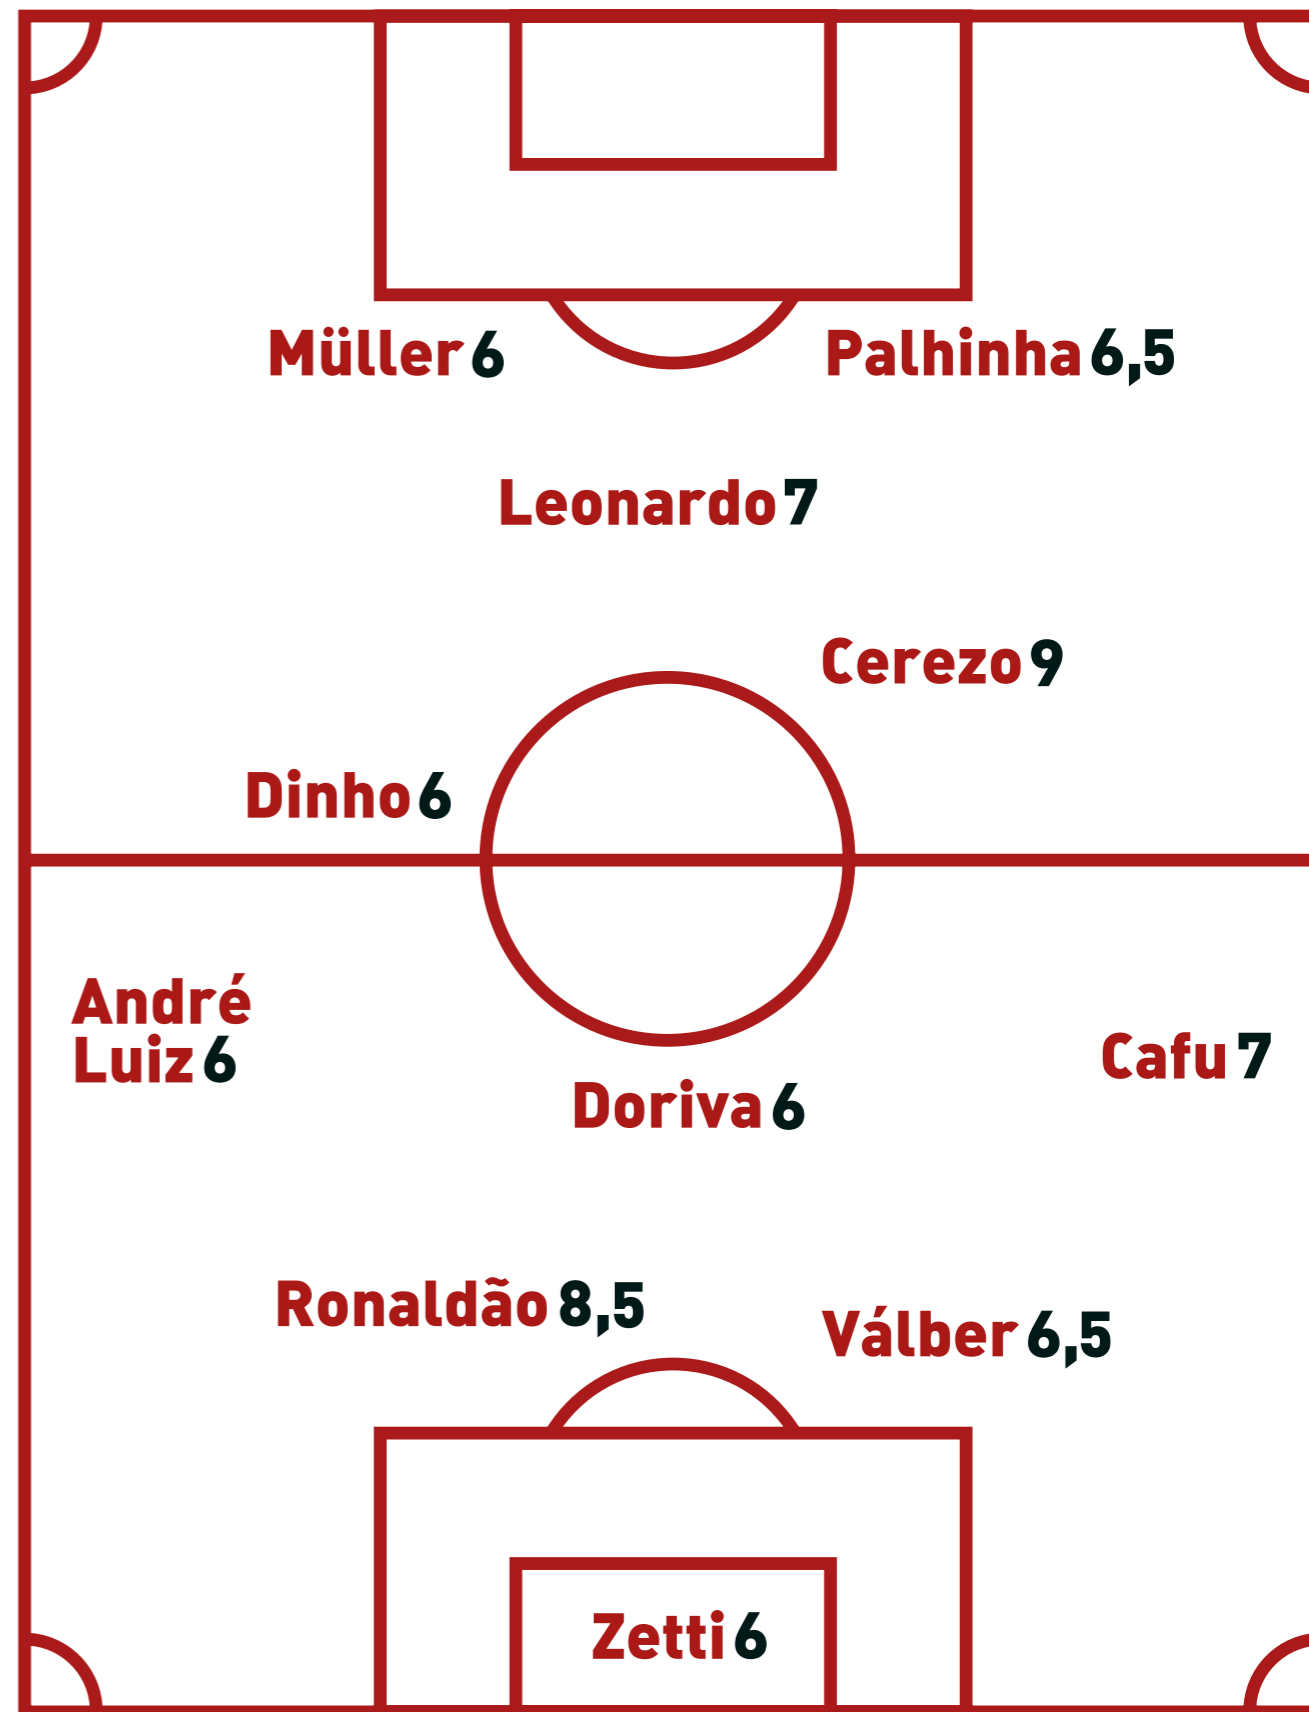 Müller 6
Palhinha 6,5
Leonardo 7
Cerezo 9
Dinho 6
André
Luiz 6
Cafu 7
Doriva 6
Ronaldão 8,5
Válber 6,5
Zetti 6